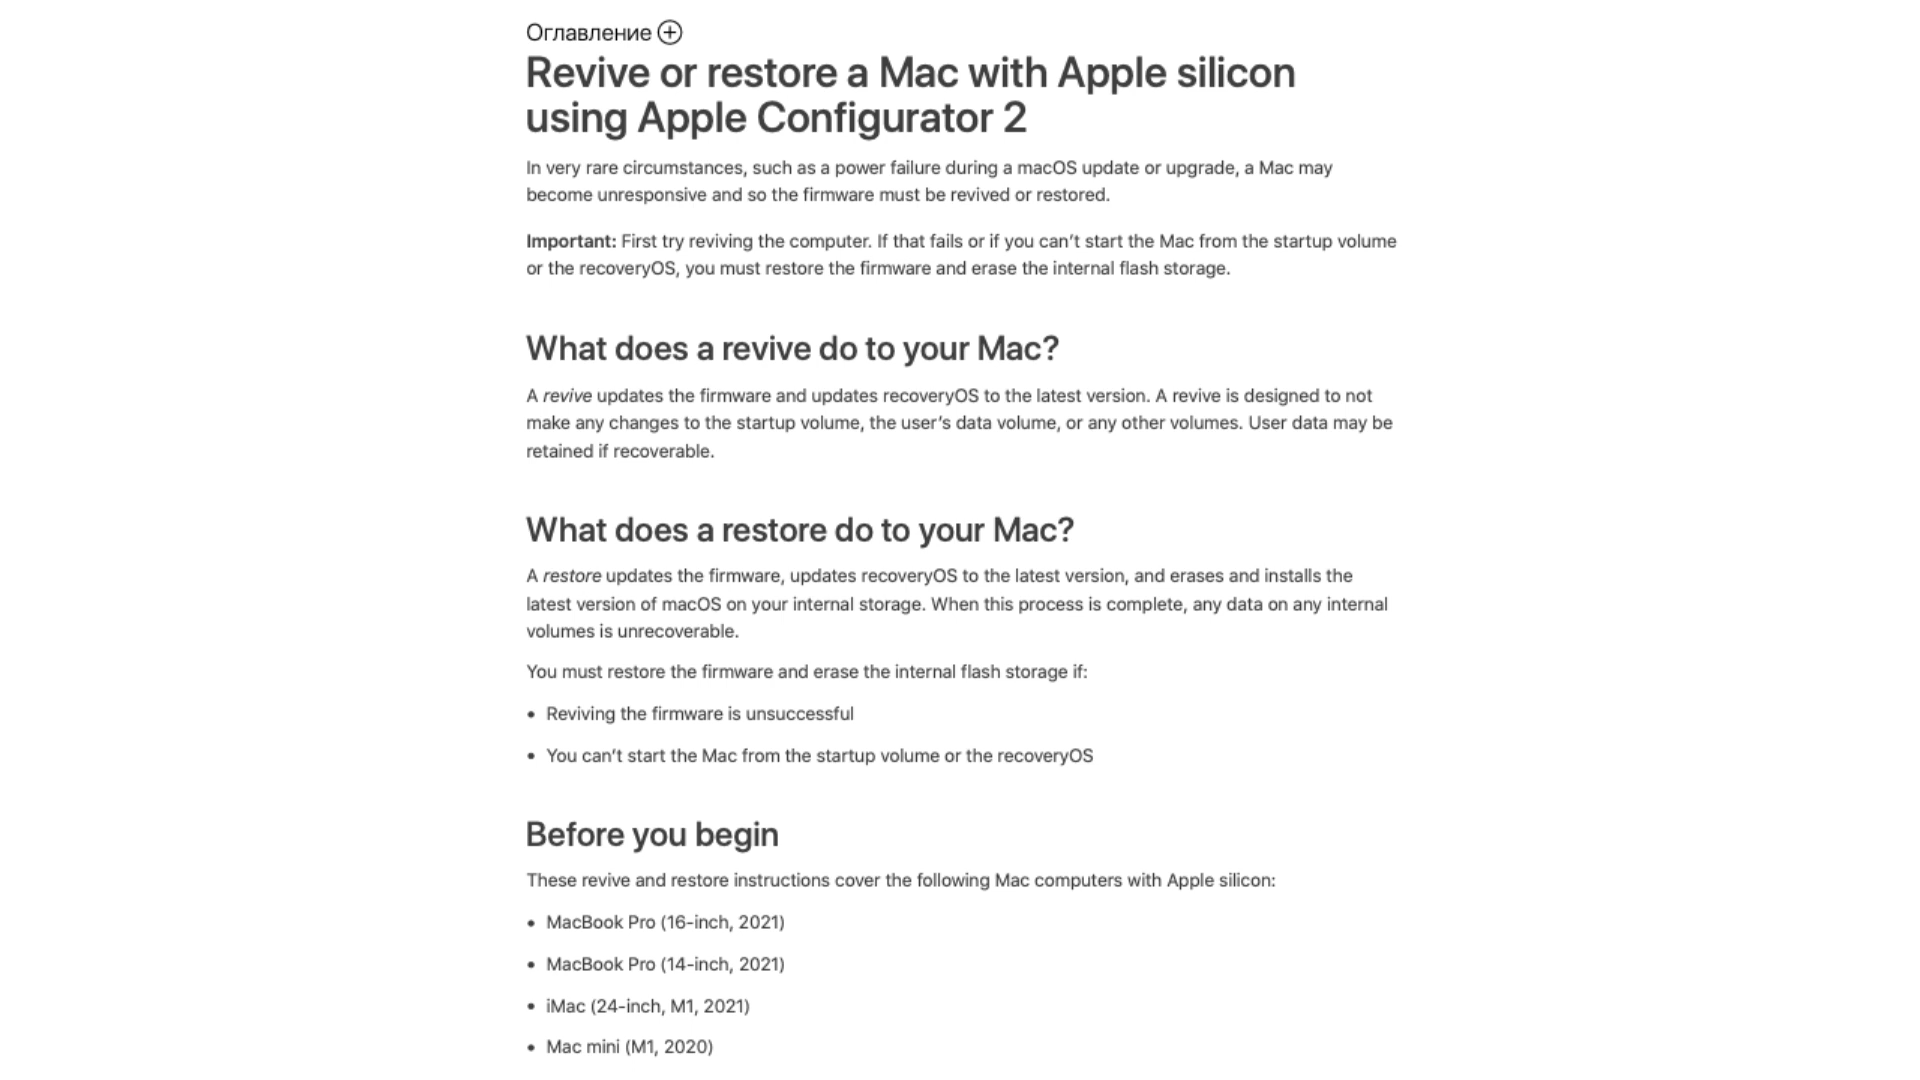 Оглавление
Revive or restore a Mac with Apple silicon
using Apple Configurator 2
In very rare circumstances, such as a power failure during a macOS update or upgrade, a Mac may
become unresponsive and so the firmware must be revived or restored.
Important: First try reviving the computer. If that fails or if you can’t start the Mac from the startup volume
or the recoveryOS, you must restore the firmware and erase the internal flash storage.
What does a revive do to your Mac?
A revive updates the firmware and updates recoveryOS to the latest version. A revive is designed to not
make any changes to the startup volume, the user’s data volume, or any other volumes. User data may be
retained if recoverable.
What does a restore do to your Mac?
A restore updates the firmware, updates recoveryOS to the latest version, and erases and installs the
latest version of macOS on your internal storage. When this process is complete, any data on any internal
volumes is unrecoverable.
You must restore the firmware and erase the internal flash storage if:
• Reviving the firmware is unsuccessful
• You can’t start the Mac from the startup volume or the recoveryOS
Before you begin
These revive and restore instructions cover the following Mac computers with Apple silicon:
• MacBook Pro (16-inch, 2021)
• MacBook Pro (14-inch, 2021)
• iMac (24-inch, M1, 2021)
• Mac mini (M1, 2020)